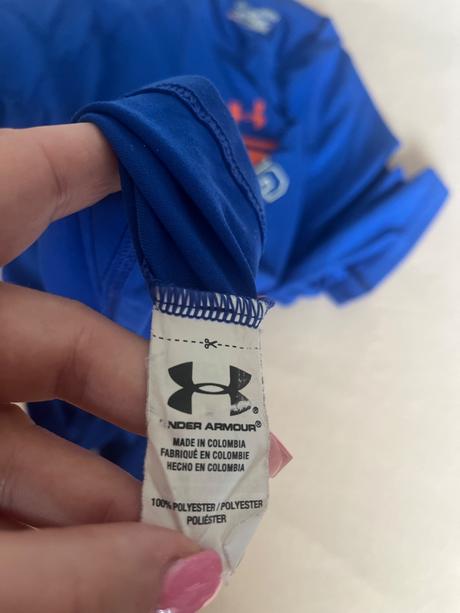 UNDER ARMOUR®
MADE IN COLOMBIA
FABRIQUÉ EN COLOMBIE
HECHO EN COLOMBIA
100% POLYESTER / POLYESTER
POLIÉSTER